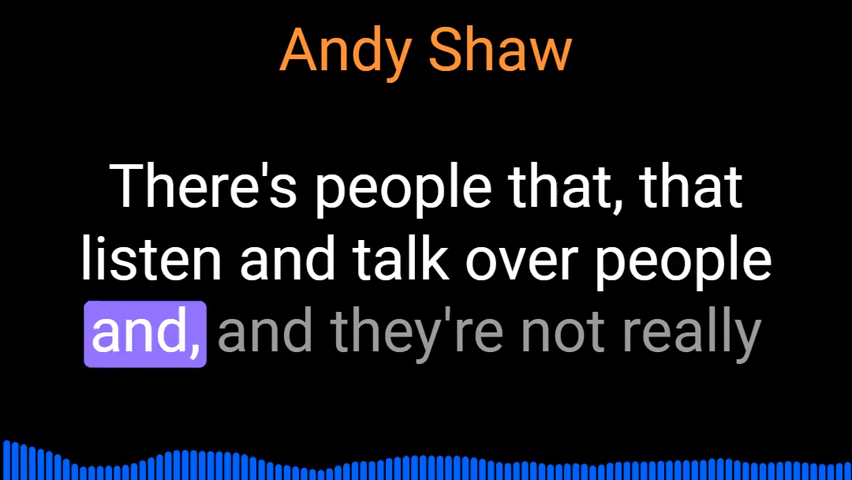 Andy Shaw
There's people that, that
listen and talk over people
and, and they're not really